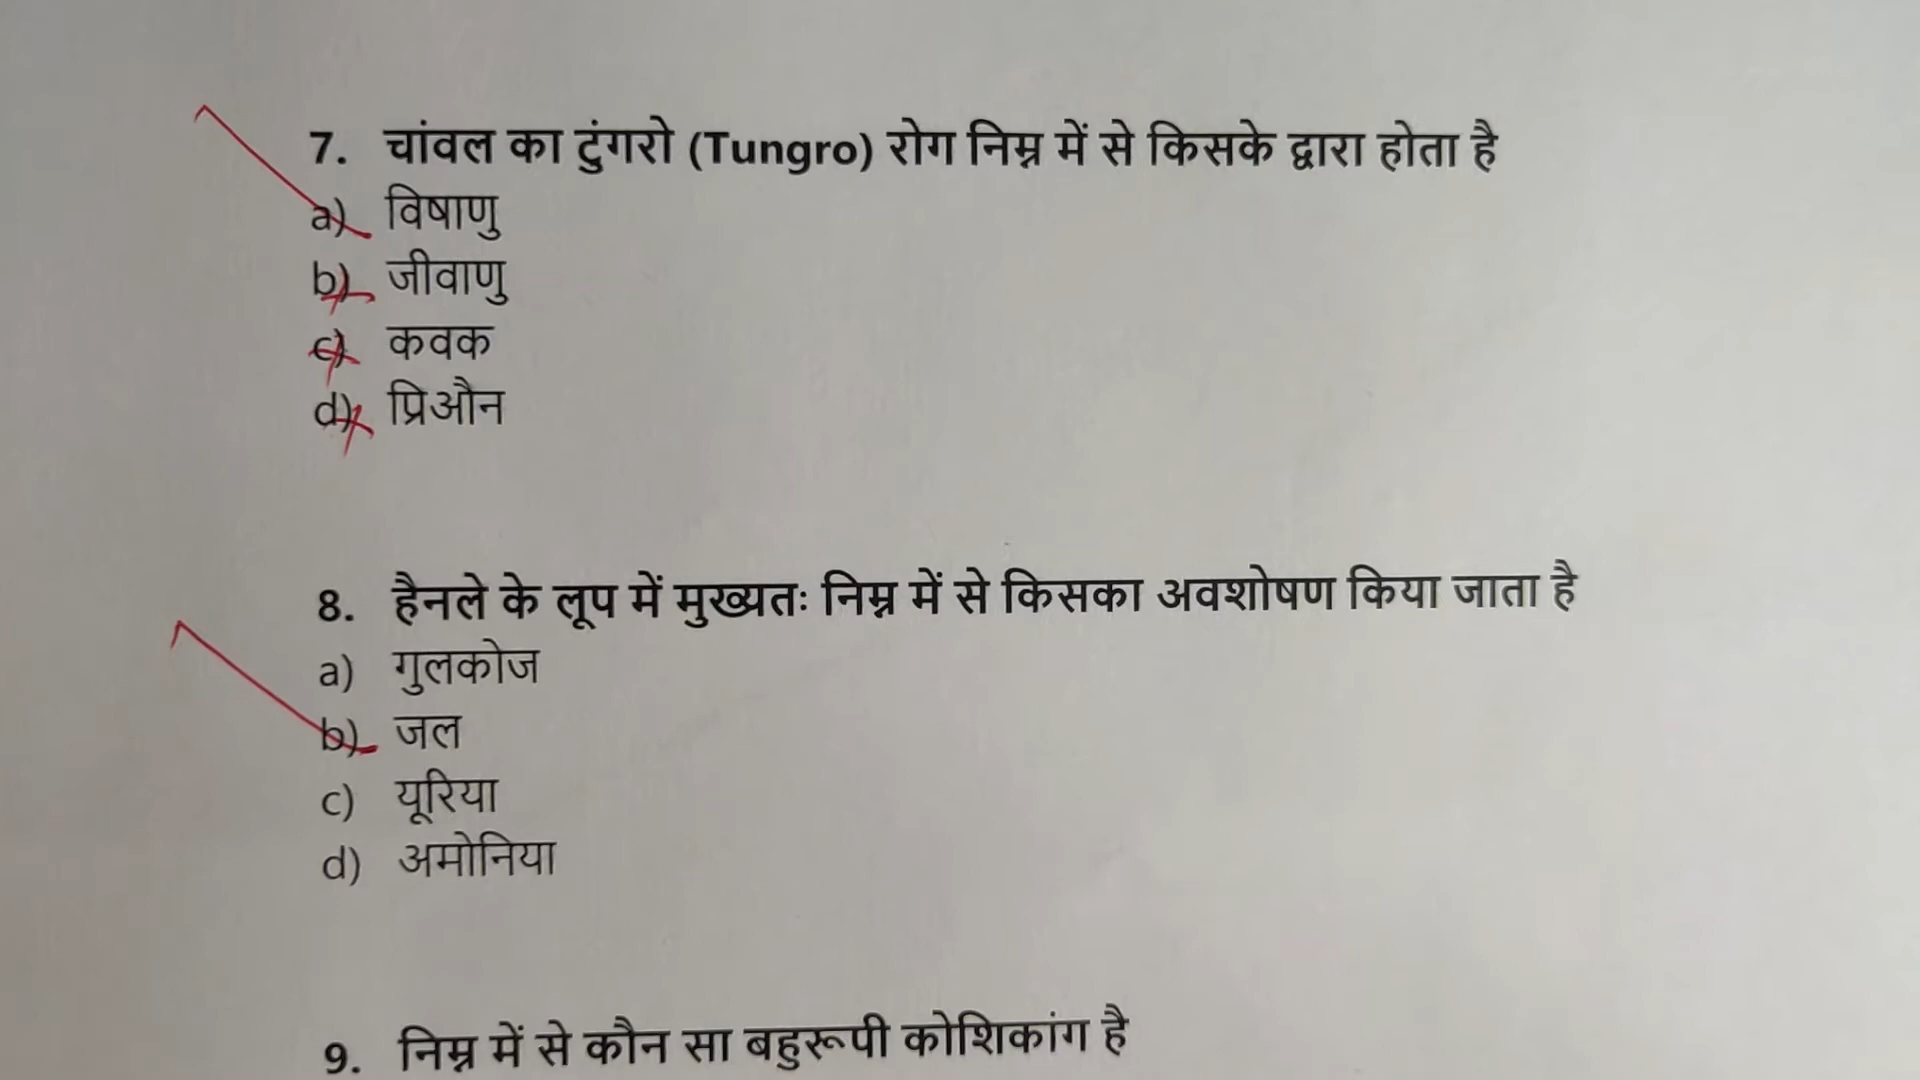 7. चांवल का टुंगरो (Tungro) रोग निम्न में से किसके द्वारा होता है
a) विषाणु
b) जीवाणु
c) कवक
d) प्रिऔन
8. हैनले के लूप में मुख्यतः निम्न में से किसका अवशोषण किया जाता है
a) गुलकोज
b) जल
c) यूरिया
d) अमोनिया
9. निम्न में से कौन सा बहुरूपी कोशिकांग है